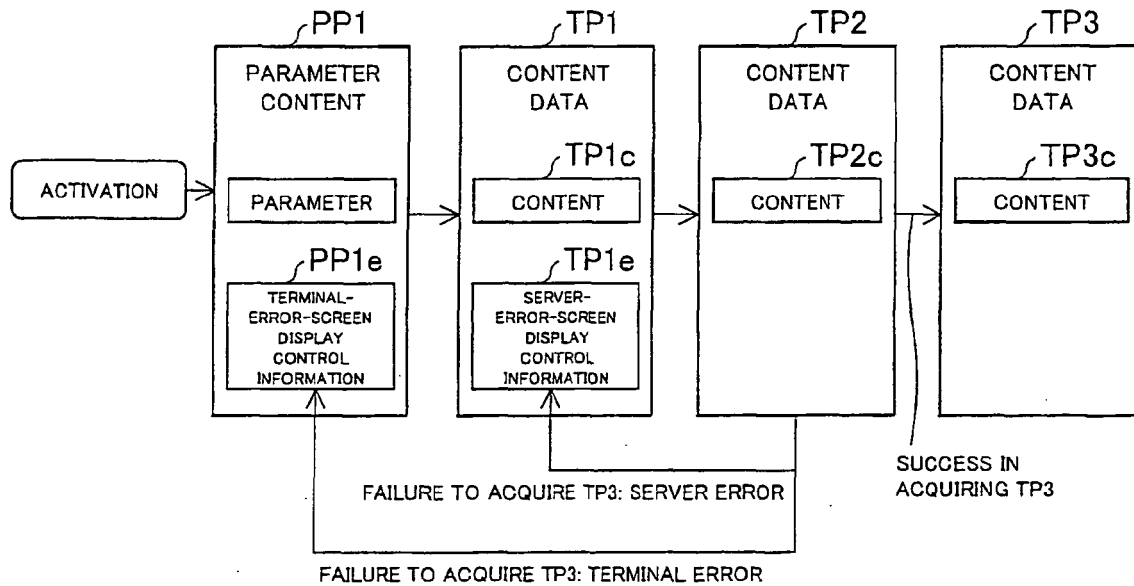 PP1
PARAMETER
CONTENT
ACTIVATION
PARAMETER
PP1e
TERMINAL-
ERROR-SCREEN
DISPLAY
CONTROL
INFORMATION
TP1
CONTENT
DATA
TP1c
CONTENT
TP1e
SERVER-
ERROR-SCREEN
DISPLAY
CONTROL
INFORMATION
TP2
CONTENT
DATA
TP2c
CONTENT
TP3
CONTENT
DATA
TP3c
CONTENT
SUCCESS IN
ACQUIRING TP3
FAILURE TO ACQUIRE TP3: SERVER ERROR
FAILURE TO ACQUIRE TP3: TERMINAL ERROR